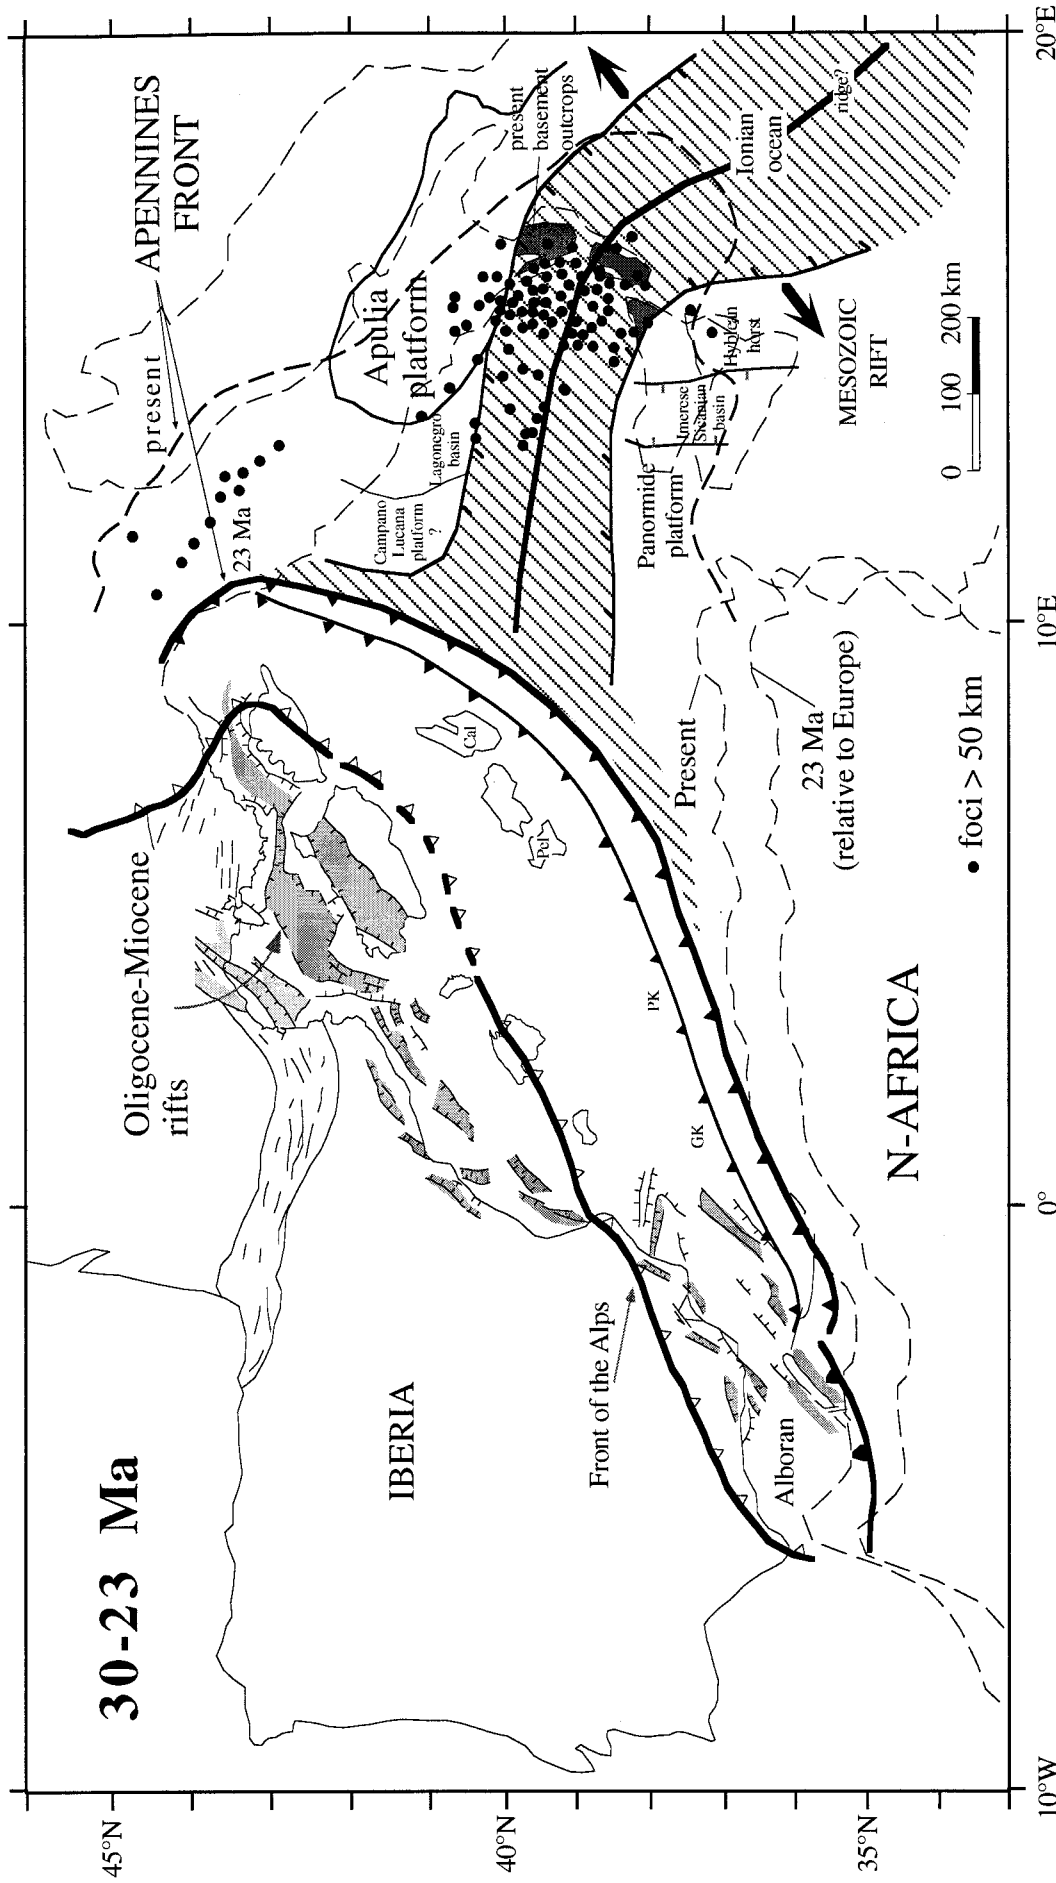 30-23 Ma
Oligocene-Miocene
rifts
APENNINES
FRONT
present
23 Ma
Apulia
platform
present
basement
outcrops
Campano
Lucana
platform
?
Lagonegro
basin
Ionian
ocean
ridge?
IBERIA
Front of the Alps
Alboran
Cal
Pel
PK
GK
Panormide
platform
Imerese
Sicanian
basin
Hyblean
horst
MESOZOIC
RIFT
Present
23 Ma
(relative to Europe)
N-AFRICA
foci > 50 km
0 100 200 km
45°N
40°N
35°N
10°W
0°
10°E
20°E